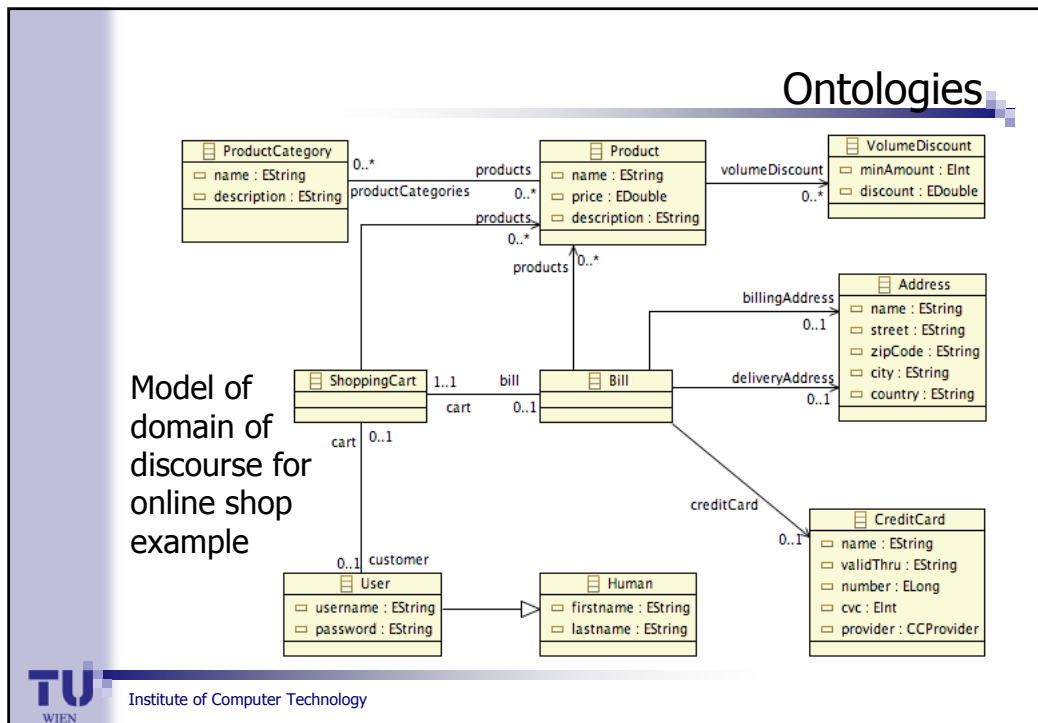 Ontologies
ProductCategory
name : EString
description : EString
0..*
productCategories
products
0..*
Product
name : EString
price : EDouble
description : EString
volumeDiscount
0..*
VolumeDiscount
minAmount : EInt
discount : EDouble
products
0..*
products
0..*
billingAddress
0..1
deliveryAddress
0..1
Address
name : EString
street : EString
zipCode : EString
city : EString
country : EString
Model of
domain of
discourse for
online shop
example
ShoppingCart
1..1
cart
bill
0..1
Bill
cart
0..1
creditCard
0..1
CreditCard
name : EString
validThru : EString
number : ELong
cvc : EInt
provider : CCProvider
0..1
customer
User
username : EString
password : EString
Human
firstname : EString
lastname : EString
TU
WIEN
Institute of Computer Technology